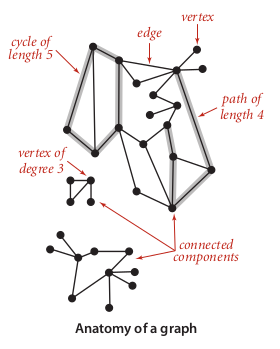 vertex
edge
cycle of
length 5
path of
length 4
vertex of
degree 3
connected
components
Anatomy of a graph